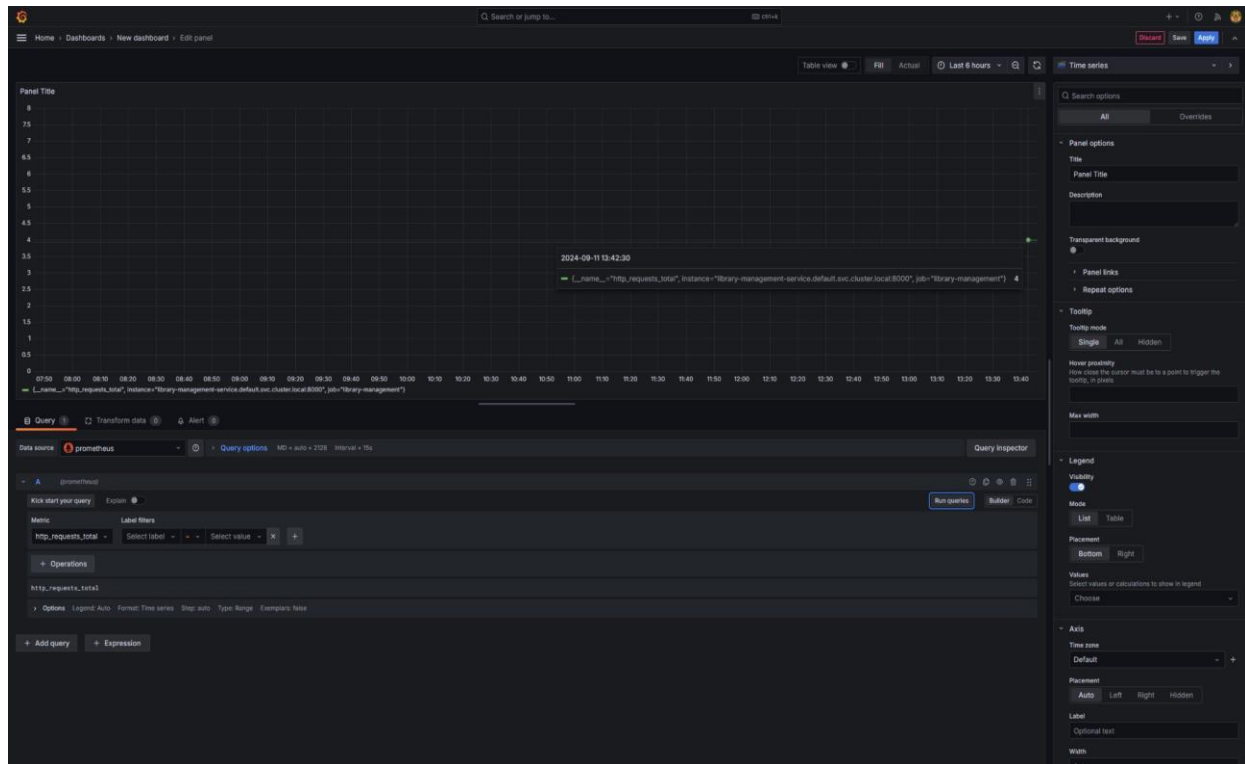 Search or jump to...
ctrl+k
Home › Dashboards › New dashboard › Edit panel
Discard Save Apply
Table view Fill Actual Last 6 hours
Time series
Panel Title
8
7.5
7
6.5
6
5.5
5
4.5
4
3.5
3
2.5
2
1.5
1
0.5
0
2024-09-11 13:42:30
{__name__="http_requests_total", instance="library-management-service.default.svc.cluster.local:8000", job="library-management"} 4
07:50 08:00 08:10 08:20 08:30 08:40 08:50 09:00 09:10 09:20 09:30 09:40 09:50 10:00 10:10 10:20 10:30 10:40 10:50 11:00 11:10 11:20 11:30 11:40 11:50 12:00 12:10 12:20 12:30 12:40 12:50 13:00 13:10 13:20 13:30 13:40
{__name__="http_requests_total", instance="library-management-service.default.svc.cluster.local:8000", job="library-management"}
Query 1 Transform data 0 Alert 0
Data source prometheus Query options MD = auto = 2128 Interval = 15s Query inspector
A (prometheus)
Kick start your query Explain Run queries Builder Code
Metric Label filters
http_requests_total Select label = Select value
+ Operations
http_requests_total
Options Legend: Auto Format: Time series Step: auto Type: Range Exemplars: false
+ Add query + Expression
Search options
All Overrides
Panel options
Title
Panel Title
Description
Transparent background
Panel links
Repeat options
Tooltip
Tooltip mode
Single All Hidden
Hover proximity
How close the cursor must be to a point to trigger the
tooltip, in pixels
Max width
Legend
Visibility
Mode
List Table
Placement
Bottom Right
Values
Select values or calculations to show in legend
Choose
Axis
Time zone
Default
Placement
Auto Left Right Hidden
Label
Optional text
Width